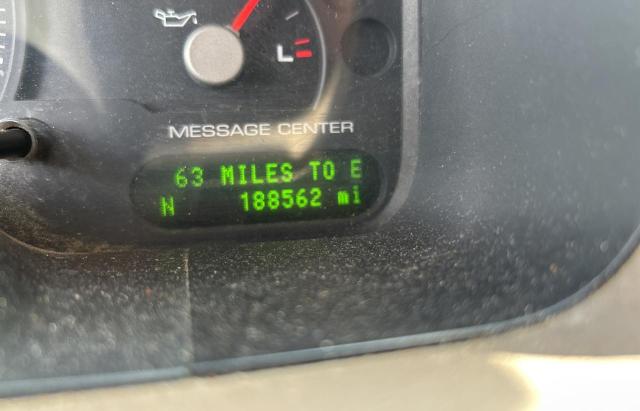 L
MESSAGE CENTER
63 MILES TO E
N 188562 mi